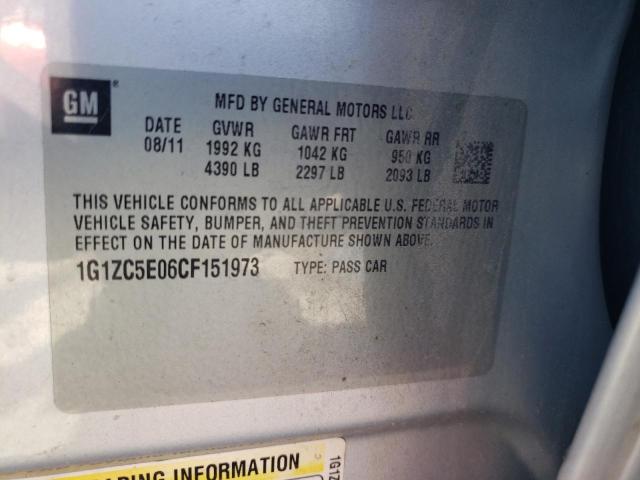 GM
MFD BY GENERAL MOTORS LLC
DATE GVWR GAWR FRT GAWR RR
08/11 1992 KG 1042 KG 950 KG
4390 LB 2297 LB 2093 LB
THIS VEHICLE CONFORMS TO ALL APPLICABLE U.S. FEDERAL MOTOR
VEHICLE SAFETY, BUMPER, AND THEFT PREVENTION STANDARDS IN
EFFECT ON THE DATE OF MANUFACTURE SHOWN ABOVE.
1G1ZC5E06CF151973 TYPE: PASS CAR
INFORMATION
1G1Z